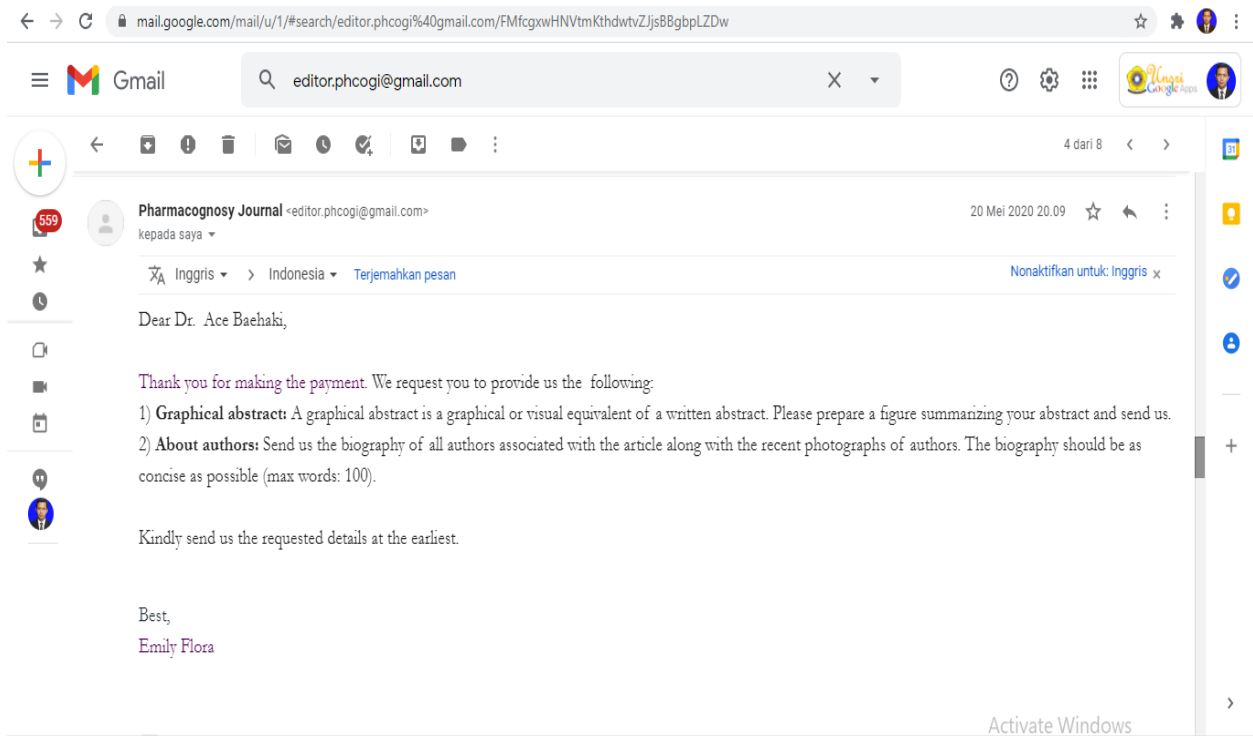 mail.google.com/mail/u/1/#search/editor.phcogi%40gmail.com/FMfcgxwHNVtmKthdwtvZJjsBBgbpLZDw
Gmail
editor.phcogi@gmail.com
Unsri
Google Apps
4 dari 8
31
559
Pharmacognosy Journal <editor.phcogi@gmail.com>
20 Mei 2020 20.09
kepada saya
Inggris > Indonesia Terjemahkan pesan
Nonaktifkan untuk: Inggris x
Dear Dr. Ace Baehaki,
Thank you for making the payment. We request you to provide us the following:
1) Graphical abstract: A graphical abstract is a graphical or visual equivalent of a written abstract. Please prepare a figure summarizing your abstract and send us.
2) About authors: Send us the biography of all authors associated with the article along with the recent photographs of authors. The biography should be as
concise as possible (max words: 100).
Kindly send us the requested details at the earliest.
Best,
Emily Flora
Activate Windows